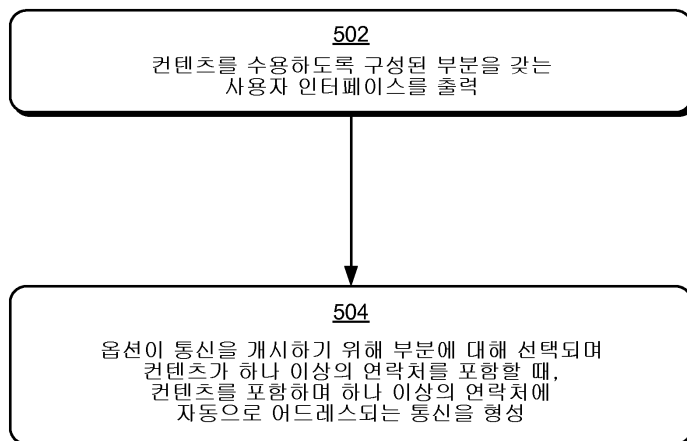 502
컨텐츠를 수용하도록 구성된 부분을 갖는
사용자 인터페이스를 출력
504
옵션이 통신을 개시하기 위해 부분에 대해 선택되며
컨텐츠가 하나 이상의 연락처를 포함할 때,
컨텐츠를 포함하며 하나 이상의 연락처에
자동으로 어드레스되는 통신을 형성